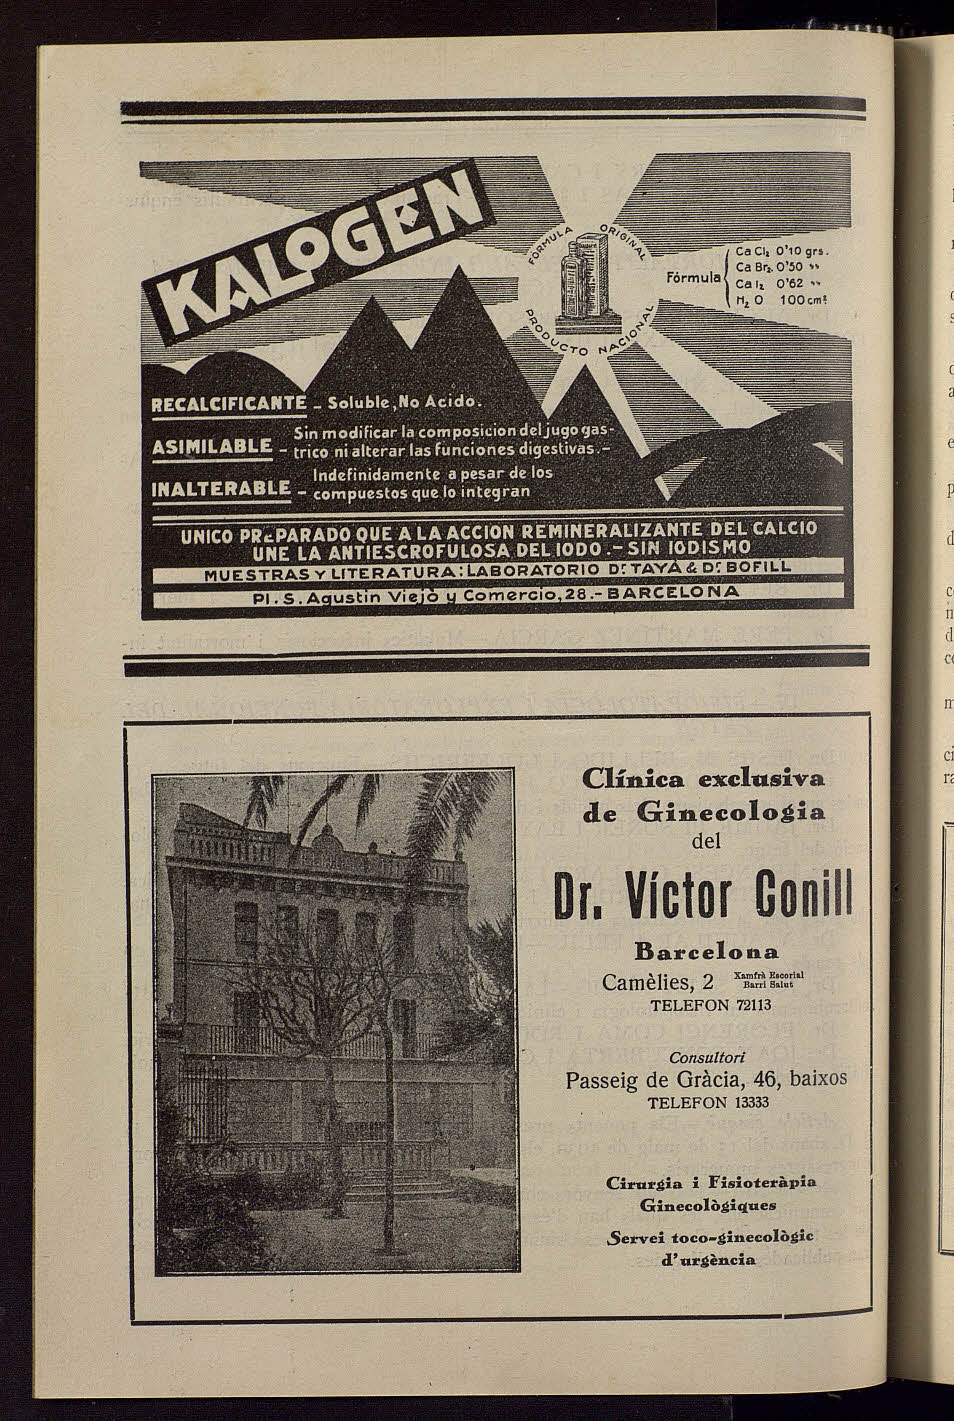 KALOGEN
FÓRMULA ORIGINAL
PRODUCTO NACIONAL
Fórmula
Ca Cl₂ 0'10 grs.
Ca Br₂. 0'50 "
Ca I₂ 0'62 "
H₂ O 100 cm³
RECALCIFICANTE – Soluble, No Acido.
ASIMILABLE – Sin modificar la composicion del jugo gas-
trico ni alterar las funciones digestivas.–
INALTERABLE – Indefinidamente a pesar de los
compuestos que lo integran
UNICO PREPARADO QUE A LA ACCION REMINERALIZANTE DEL CALCIO
UNE LA ANTIESCROFULOSA DEL IODO.– SIN IODISMO
MUESTRAS Y LITERATURA: LABORATORIO Dr. TAYÁ & Dr. BOFILL
Pl. S. Agustin Viejò y Comercio, 28.- BARCELONA
Clínica exclusiva
de Ginecologia
del
Dr. Víctor Conill
Barcelona
Camèlies, 2 Xamfrà Escorial
Barri Salut
TELEFON 72113
Consultori
Passeig de Gràcia, 46, baixos
TELEFON 13333
Cirurgia i Fisioteràpia
Ginecològiques
Servei toco-ginecològic
d'urgència